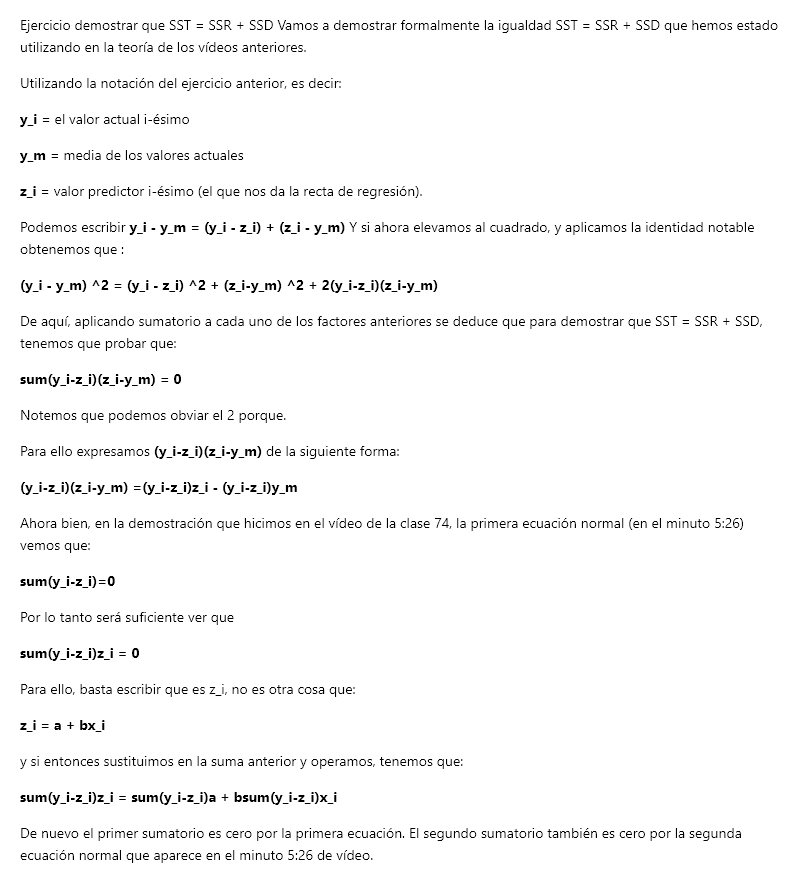 Ejercicio demostrar que SST = SSR + SSD Vamos a demostrar formalmente la igualdad SST = SSR + SSD que hemos estado
utilizando en la teoría de los vídeos anteriores.
Utilizando la notación del ejercicio anterior, es decir:
y_i = el valor actual i-ésimo
y_m = media de los valores actuales
z_i = valor predictor i-ésimo (el que nos da la recta de regresión).
Podemos escribir y_i - y_m = (y_i - z_i) + (z_i - y_m) Y si ahora elevamos al cuadrado, y aplicamos la identidad notable
obtenemos que :
(y_i - y_m) ^2 = (y_i - z_i) ^2 + (z_i-y_m) ^2 + 2(y_i-z_i)(z_i-y_m)
De aquí, aplicando sumatorio a cada uno de los factores anteriores se deduce que para demostrar que SST = SSR + SSD,
tenemos que probar que:
sum(y_i-z_i)(z_i-y_m) = 0
Notemos que podemos obviar el 2 porque.
Para ello expresamos (y_i-z_i)(z_i-y_m) de la siguiente forma:
(y_i-z_i)(z_i-y_m) =(y_i-z_i)z_i - (y_i-z_i)y_m
Ahora bien, en la demostración que hicimos en el vídeo de la clase 74, la primera ecuación normal (en el minuto 5:26)
vemos que:
sum(y_i-z_i)=0
Por lo tanto será suficiente ver que
sum(y_i-z_i)z_i = 0
Para ello, basta escribir que es z_i, no es otra cosa que:
z_i = a + bx_i
y si entonces sustituimos en la suma anterior y operamos, tenemos que:
sum(y_i-z_i)z_i = sum(y_i-z_i)a + bsum(y_i-z_i)x_i
De nuevo el primer sumatorio es cero por la primera ecuación. El segundo sumatorio también es cero por la segunda
ecuación normal que aparece en el minuto 5:26 de vídeo.